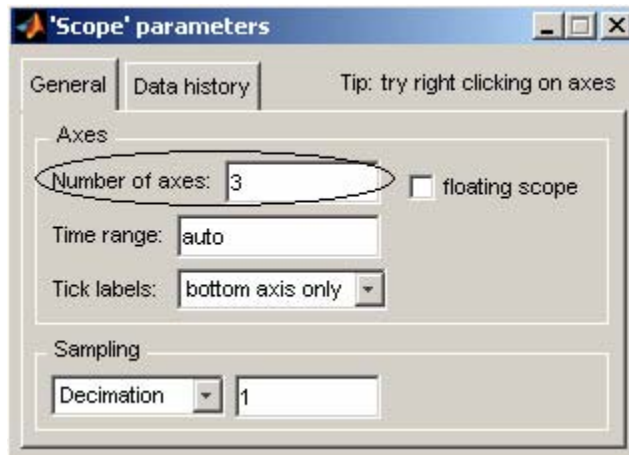 'Scope' parameters
General Data history Tip: try right clicking on axes
Axes
Number of axes: 3 floating scope
Time range: auto
Tick labels: bottom axis only
Sampling
Decimation 1